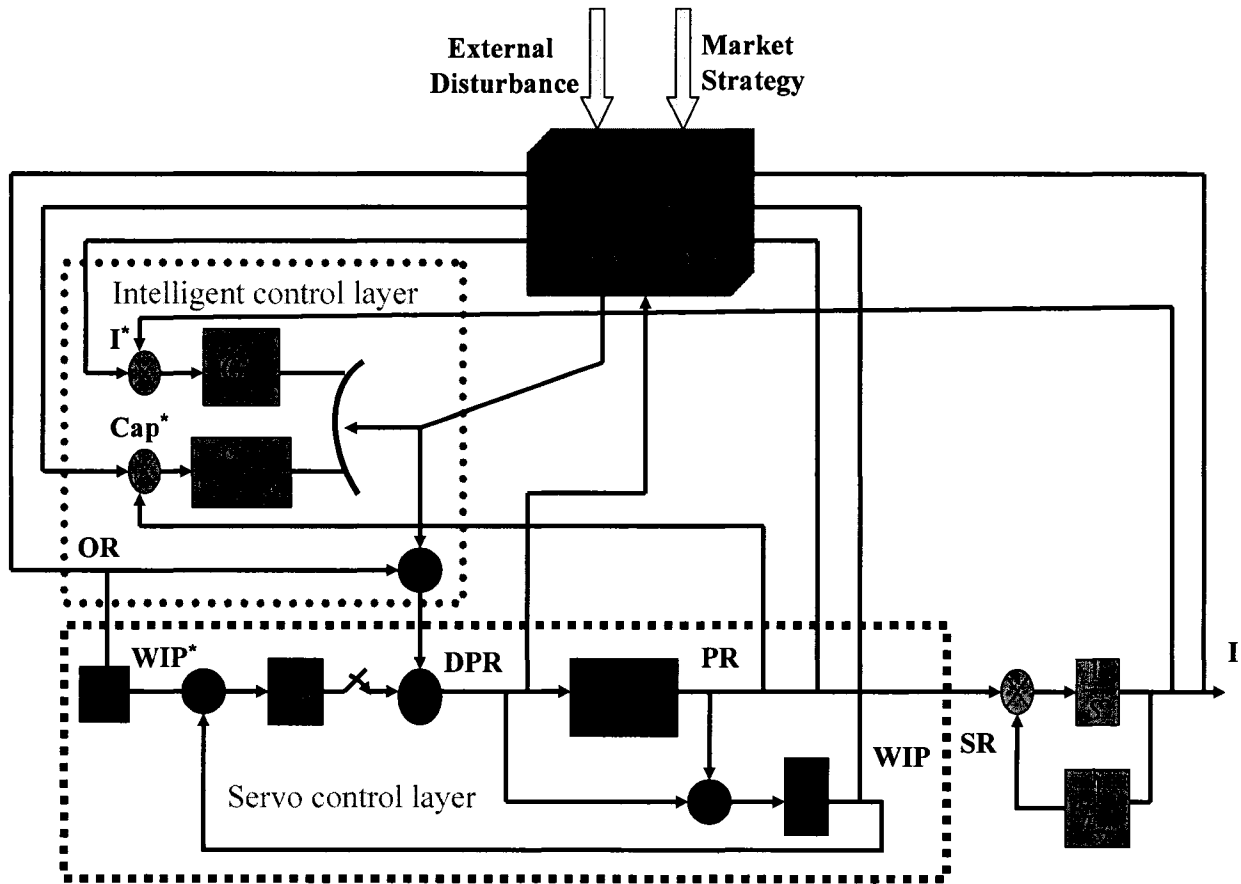 External
Disturbance
Market
Strategy
Intelligent control layer
I*
Cap*
OR
WIP*
DPR
PR
I
SR
WIP
Servo control layer